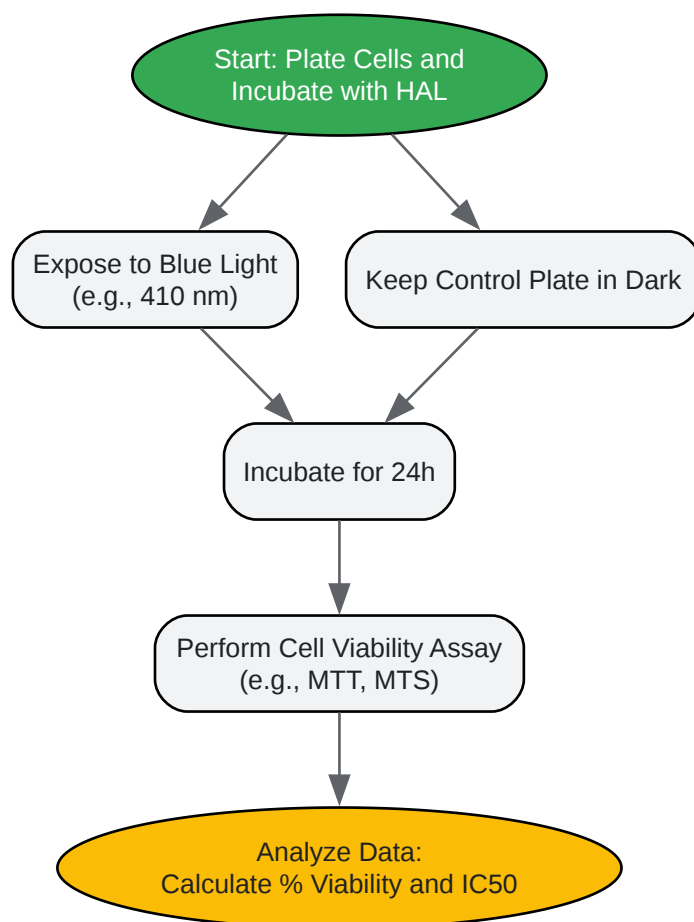 Start: Plate Cells and
Incubate with HAL
Expose to Blue Light
(e.g., 410 nm)
Keep Control Plate in Dark
Incubate for 24h
Perform Cell Viability Assay
(e.g., MTT, MTS)
Analyze Data:
Calculate % Viability and IC50